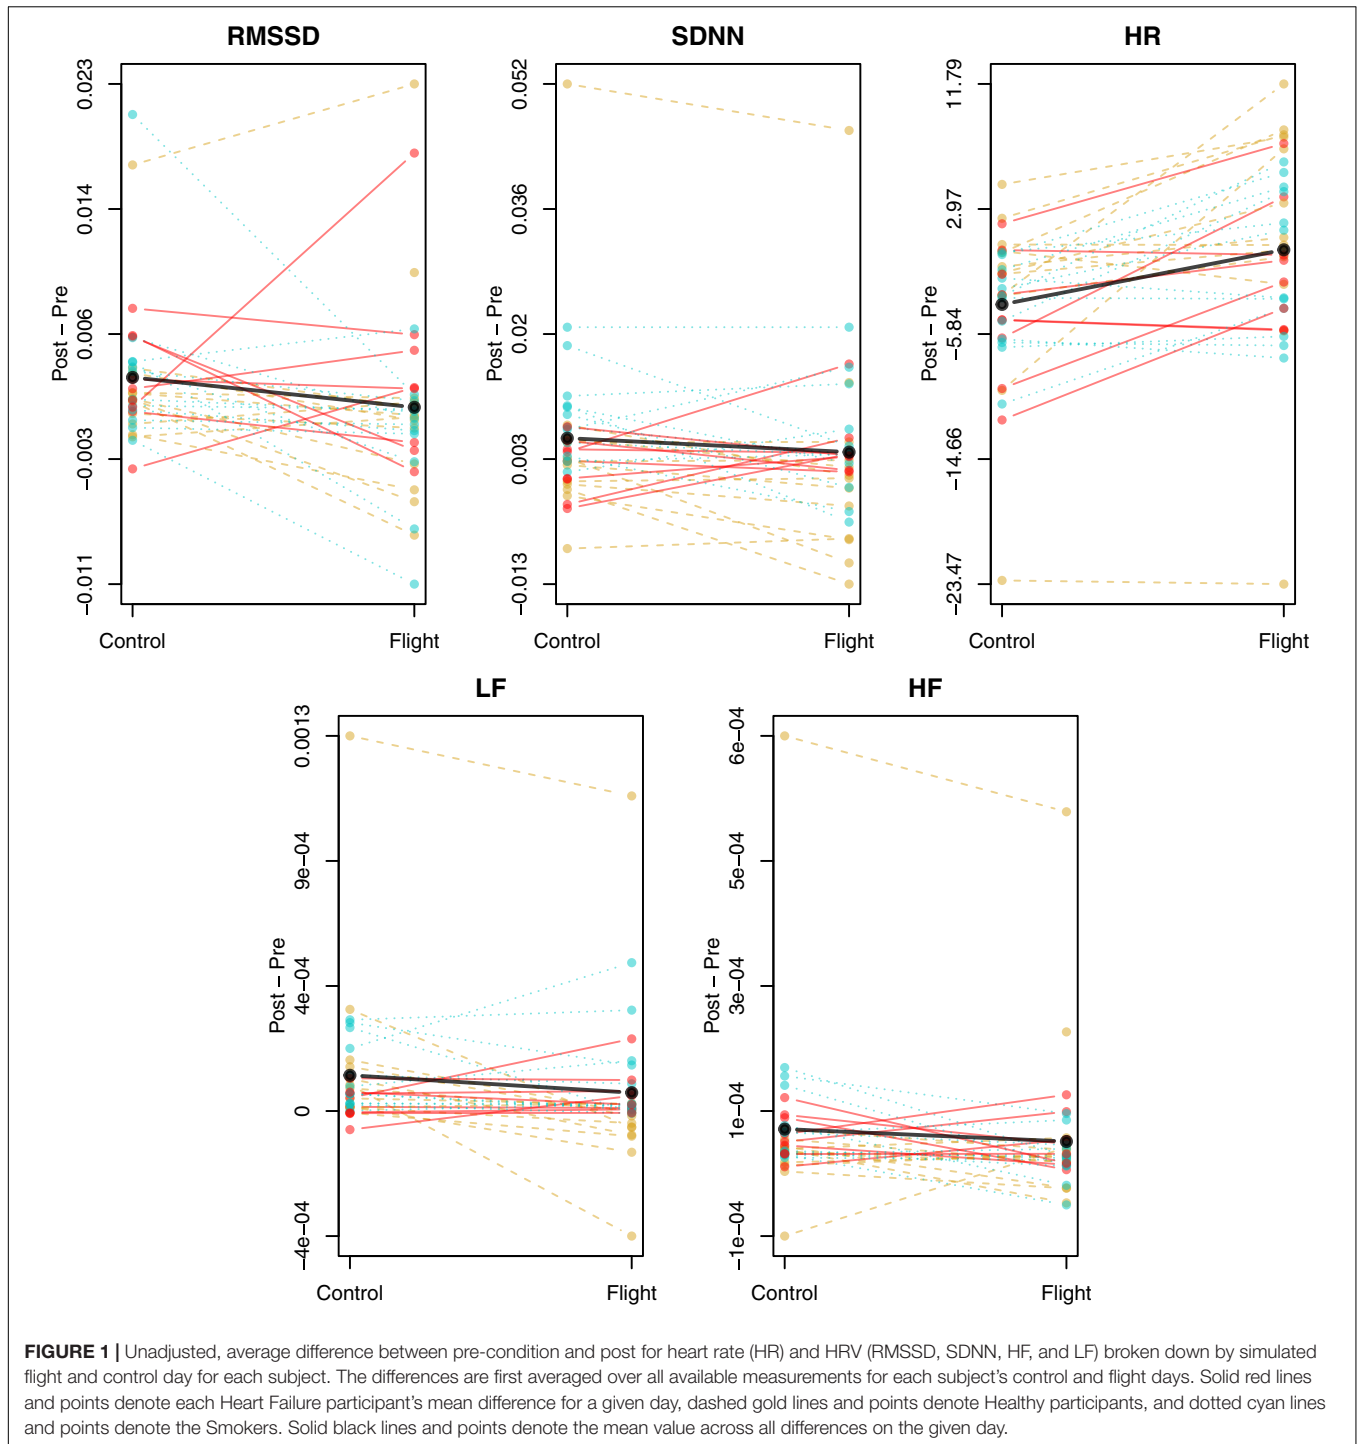 RMSSD
SDNN
HR
Post – Pre
0.023
0.014
0.006
−0.003
−0.011
Control
Flight
0.052
0.036
0.02
0.003
−0.013
Post – Pre
Control
Flight
11.79
2.97
−5.84
−14.66
−23.47
Post – Pre
Control
Flight
LF
HF
Post – Pre
0.0013
9e−04
4e−04
0
−4e−04
Control
Flight
Post – Pre
6e−04
5e−04
3e−04
1e−04
−1e−04
Control
Flight
FIGURE 1 | Unadjusted, average difference between pre-condition and post for heart rate (HR) and HRV (RMSSD, SDNN, HF, and LF) broken down by simulated
flight and control day for each subject. The differences are first averaged over all available measurements for each subject's control and flight days. Solid red lines
and points denote each Heart Failure participant's mean difference for a given day, dashed gold lines and points denote Healthy participants, and dotted cyan lines
and points denote the Smokers. Solid black lines and points denote the mean value across all differences on the given day.